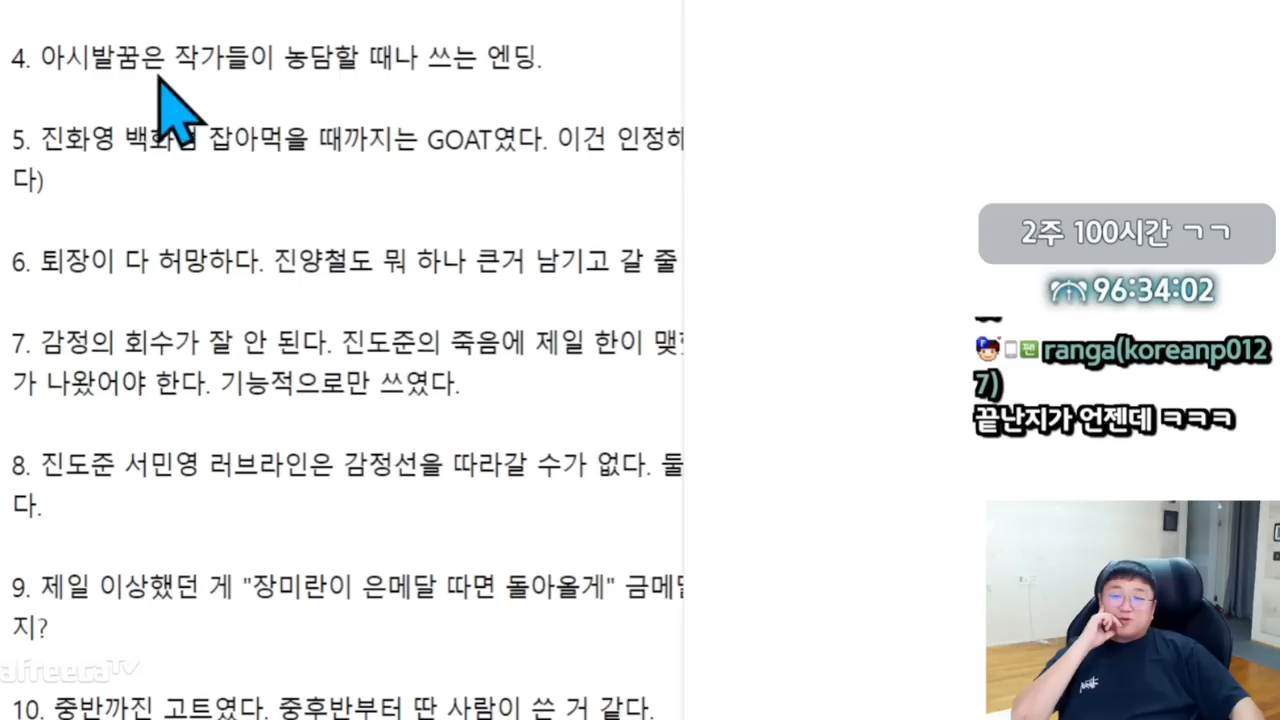 4. 아시발꿈은 작가들이 농담할 때나 쓰는 엔딩.
5. 진화영 백화점 잡아먹을 때까지는 GOAT였다. 이건 인정해
다)
6. 퇴장이 다 허망하다. 진양철도 뭐 하나 큰거 남기고 갈 줄
7. 감정의 회수가 잘 안 된다. 진도준의 죽음에 제일 한이 맺
가 나왔어야 한다. 기능적으로만 쓰였다.
8. 진도준 서민영 러브라인은 감정선을 따라갈 수가 없다. 둘
다.
9. 제일 이상했던 게 "장미란이 은메달 따면 돌아올게" 금메달
지?
10. 중반까진 고트였다. 중후반부터 딴 사람이 쓴 거 같다.
2주 100시간 ㄱㄱ
96:34:02
팬 ranga(koreanp012
7)
끝난지가 언젠데 ㅋㅋㅋ
afreecaTV